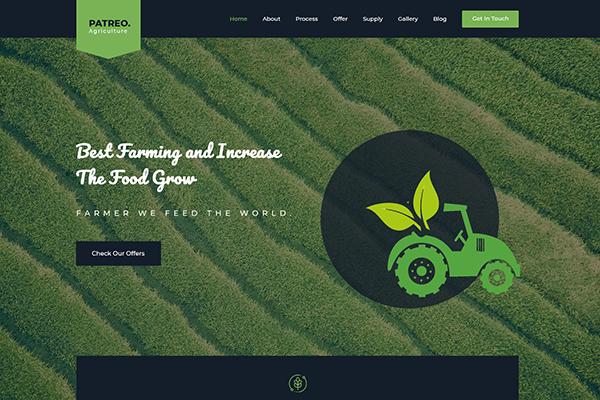 PATREO.
Agriculture
Home About Process Offer Supply Gallery Blog Get In Touch
Best Farming and Increase
The Food Grow
FARMER WE FEED THE WORLD.
Check Our Offers